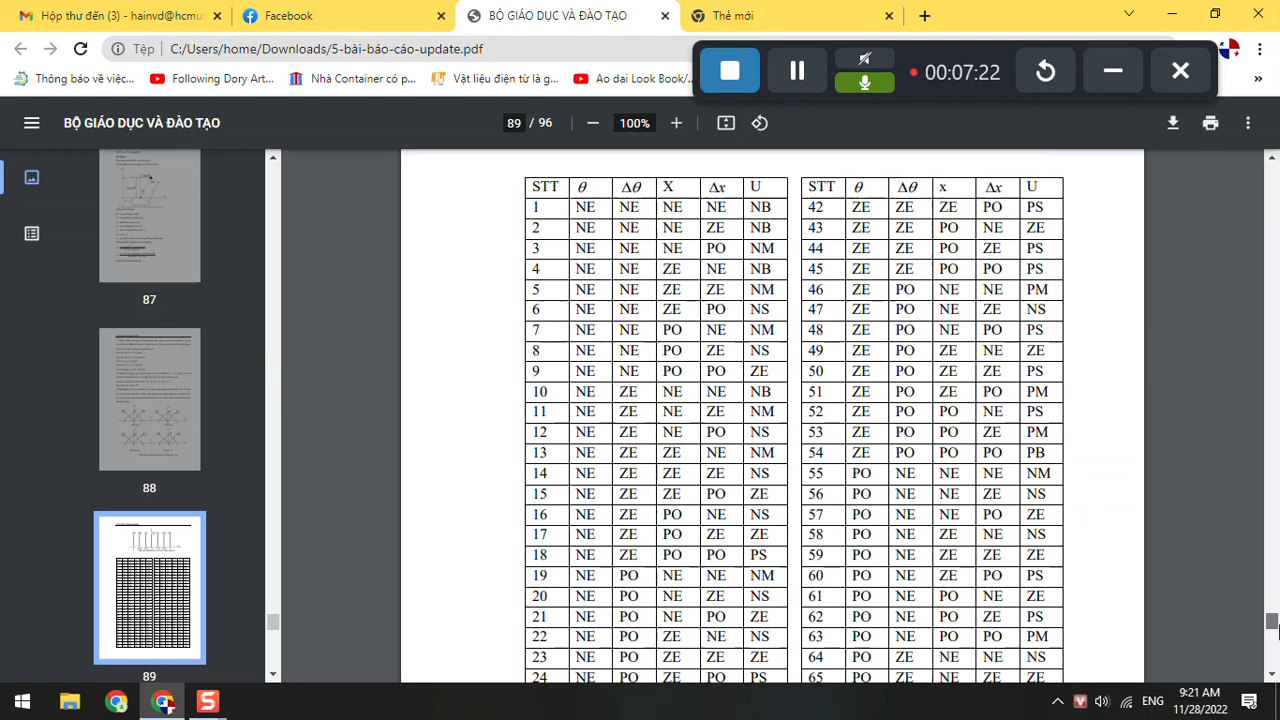 Hộp thư đến (3) - hainvd@hcmu
Facebook
BỘ GIÁO DỤC VÀ ĐÀO TẠO
Thẻ mới
Tệp
C:/Users/home/Downloads/5-bài-báo-cáo-update.pdf
Thông báo về việc...
Following Dory Art...
Nhà Container có p...
Vật liệu điện từ là g...
Ao dai Look Book/...
»
00:07:22
BỘ GIÁO DỤC VÀ ĐÀO TẠO
89 / 96
100%
87
88
89
STT θ Δθ X Δx U STT θ Δθ x Δx U
1 NE NE NE NE NB 42 ZE ZE ZE PO PS
2 NE NE NE ZE NB 43 ZE ZE PO NE ZE
3 NE NE NE PO NM 44 ZE ZE PO ZE PS
4 NE NE ZE NE NB 45 ZE ZE PO PO PS
5 NE NE ZE ZE NM 46 ZE PO NE NE PM
6 NE NE ZE PO NS 47 ZE PO NE ZE NS
7 NE NE PO NE NM 48 ZE PO NE PO PS
8 NE NE PO ZE NS 49 ZE PO ZE NE ZE
9 NE NE PO PO ZE 50 ZE PO ZE ZE PS
10 NE ZE NE NE NB 51 ZE PO ZE PO PM
11 NE ZE NE ZE NM 52 ZE PO PO NE PS
12 NE ZE NE PO NS 53 ZE PO PO ZE PM
13 NE ZE ZE NE NM 54 ZE PO PO PO PB
14 NE ZE ZE ZE NS 55 PO NE NE NE NM
15 NE ZE ZE PO ZE 56 PO NE NE ZE NS
16 NE ZE PO NE NS 57 PO NE NE PO ZE
17 NE ZE PO ZE ZE 58 PO NE ZE NE NS
18 NE ZE PO PO PS 59 PO NE ZE ZE ZE
19 NE PO NE NE NM 60 PO NE ZE PO PS
20 NE PO NE ZE NS 61 PO NE PO NE ZE
21 NE PO NE PO ZE 62 PO NE PO ZE PS
22 NE PO ZE NE NS 63 PO NE PO PO PM
23 NE PO ZE ZE ZE 64 PO ZE NE NE NS
24 NE PO ZE PO PS 65 PO ZE NE ZE ZE
ENG
9:21 AM
11/28/2022